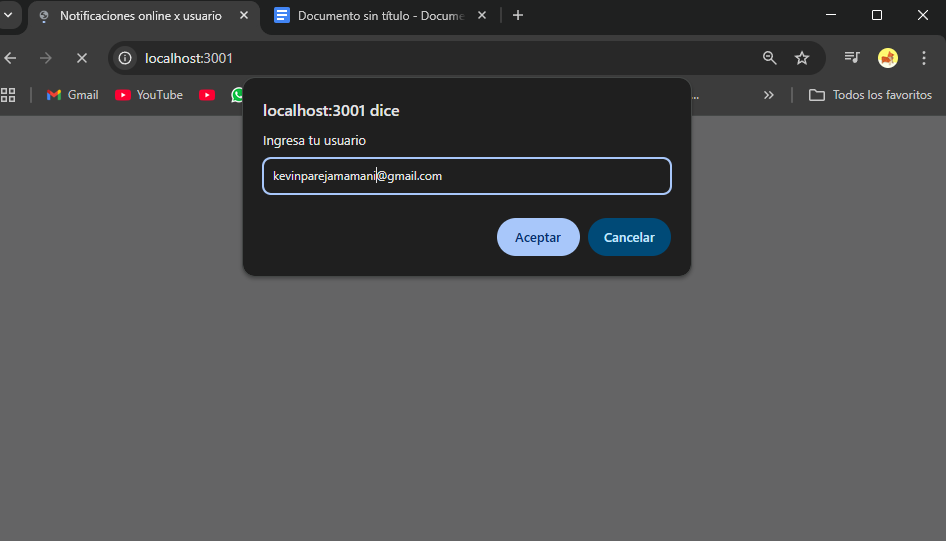 Notificaciones online x usuario
Documento sin título - Docume
localhost:3001
Gmail
YouTube
...
Todos los favoritos
localhost:3001 dice
Ingresa tu usuario
kevinparejamamani@gmail.com
Aceptar
Cancelar